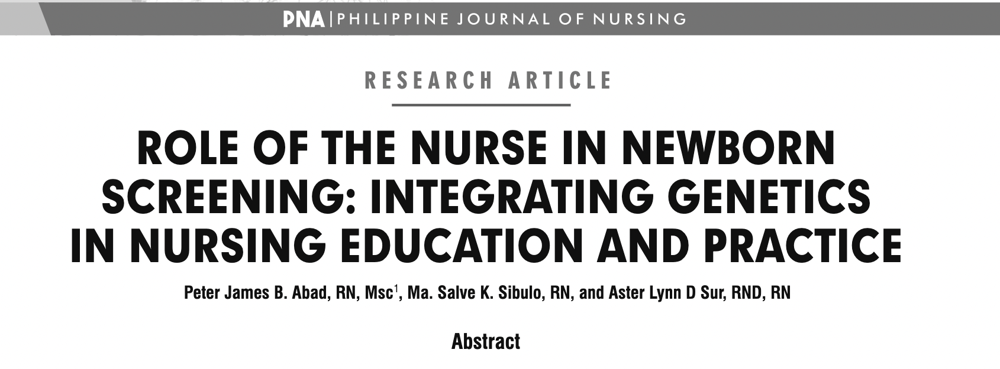 PNA | PHILIPPINE JOURNAL OF NURSING
RESEARCH ARTICLE
ROLE OF THE NURSE IN NEWBORN
SCREENING: INTEGRATING GENETICS
IN NURSING EDUCATION AND PRACTICE
Peter James B. Abad, RN, Msc¹, Ma. Salve K. Sibulo, RN, and Aster Lynn D Sur, RND, RN
Abstract